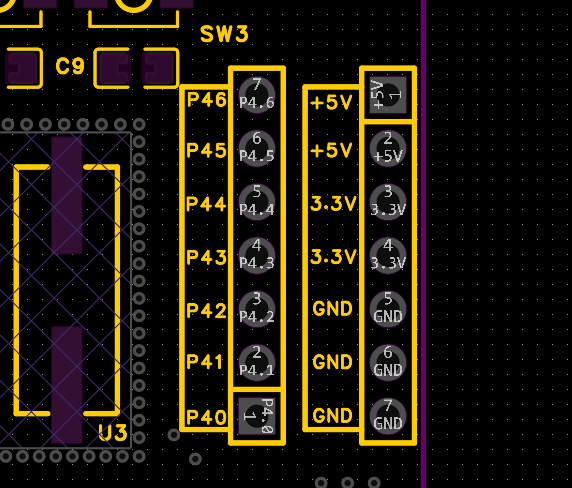 SW3
C9
P46
7
P4.6
P45
6
P4.5
P44
5
P4.4
P43
4
P4.3
P42
3
P4.2
P41
2
P4.1
P40
1
P4.0
+5V
1
+5V
+5V
2
+5V
3.3V
3
3.3V
3.3V
4
3.3V
GND
5
GND
GND
6
GND
GND
7
GND
U3